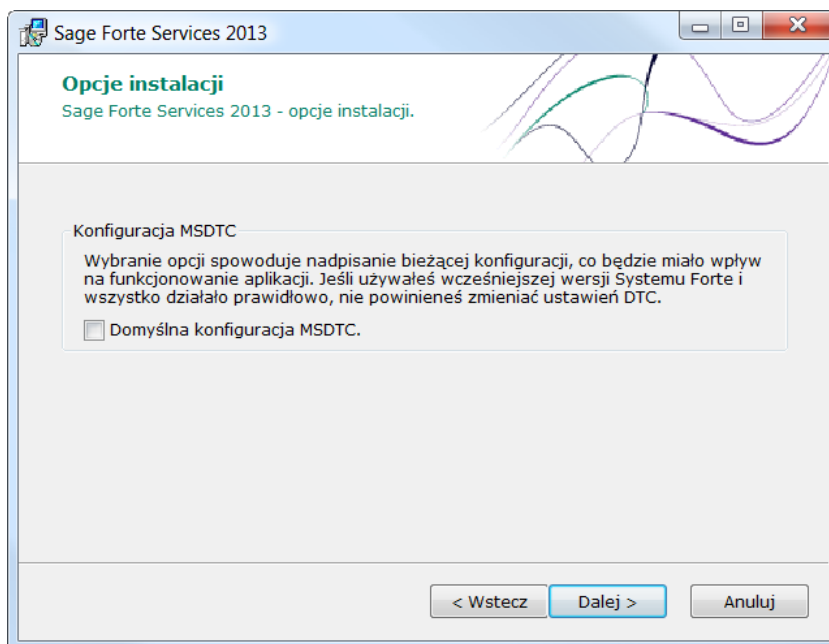 Sage Forte Services 2013
Opcje instalacji
Sage Forte Services 2013 - opcje instalacji.
Konfiguracja MSDTC
Wybranie opcji spowoduje nadpisanie bieżącej konfiguracji, co będzie miało wpływ
na funkcjonowanie aplikacji. Jeśli używałeś wcześniejszej wersji Systemu Forte i
wszystko działało prawidłowo, nie powinieneś zmieniać ustawień DTC.
Domyślna konfiguracja MSDTC.
< Wstecz
Dalej >
Anuluj